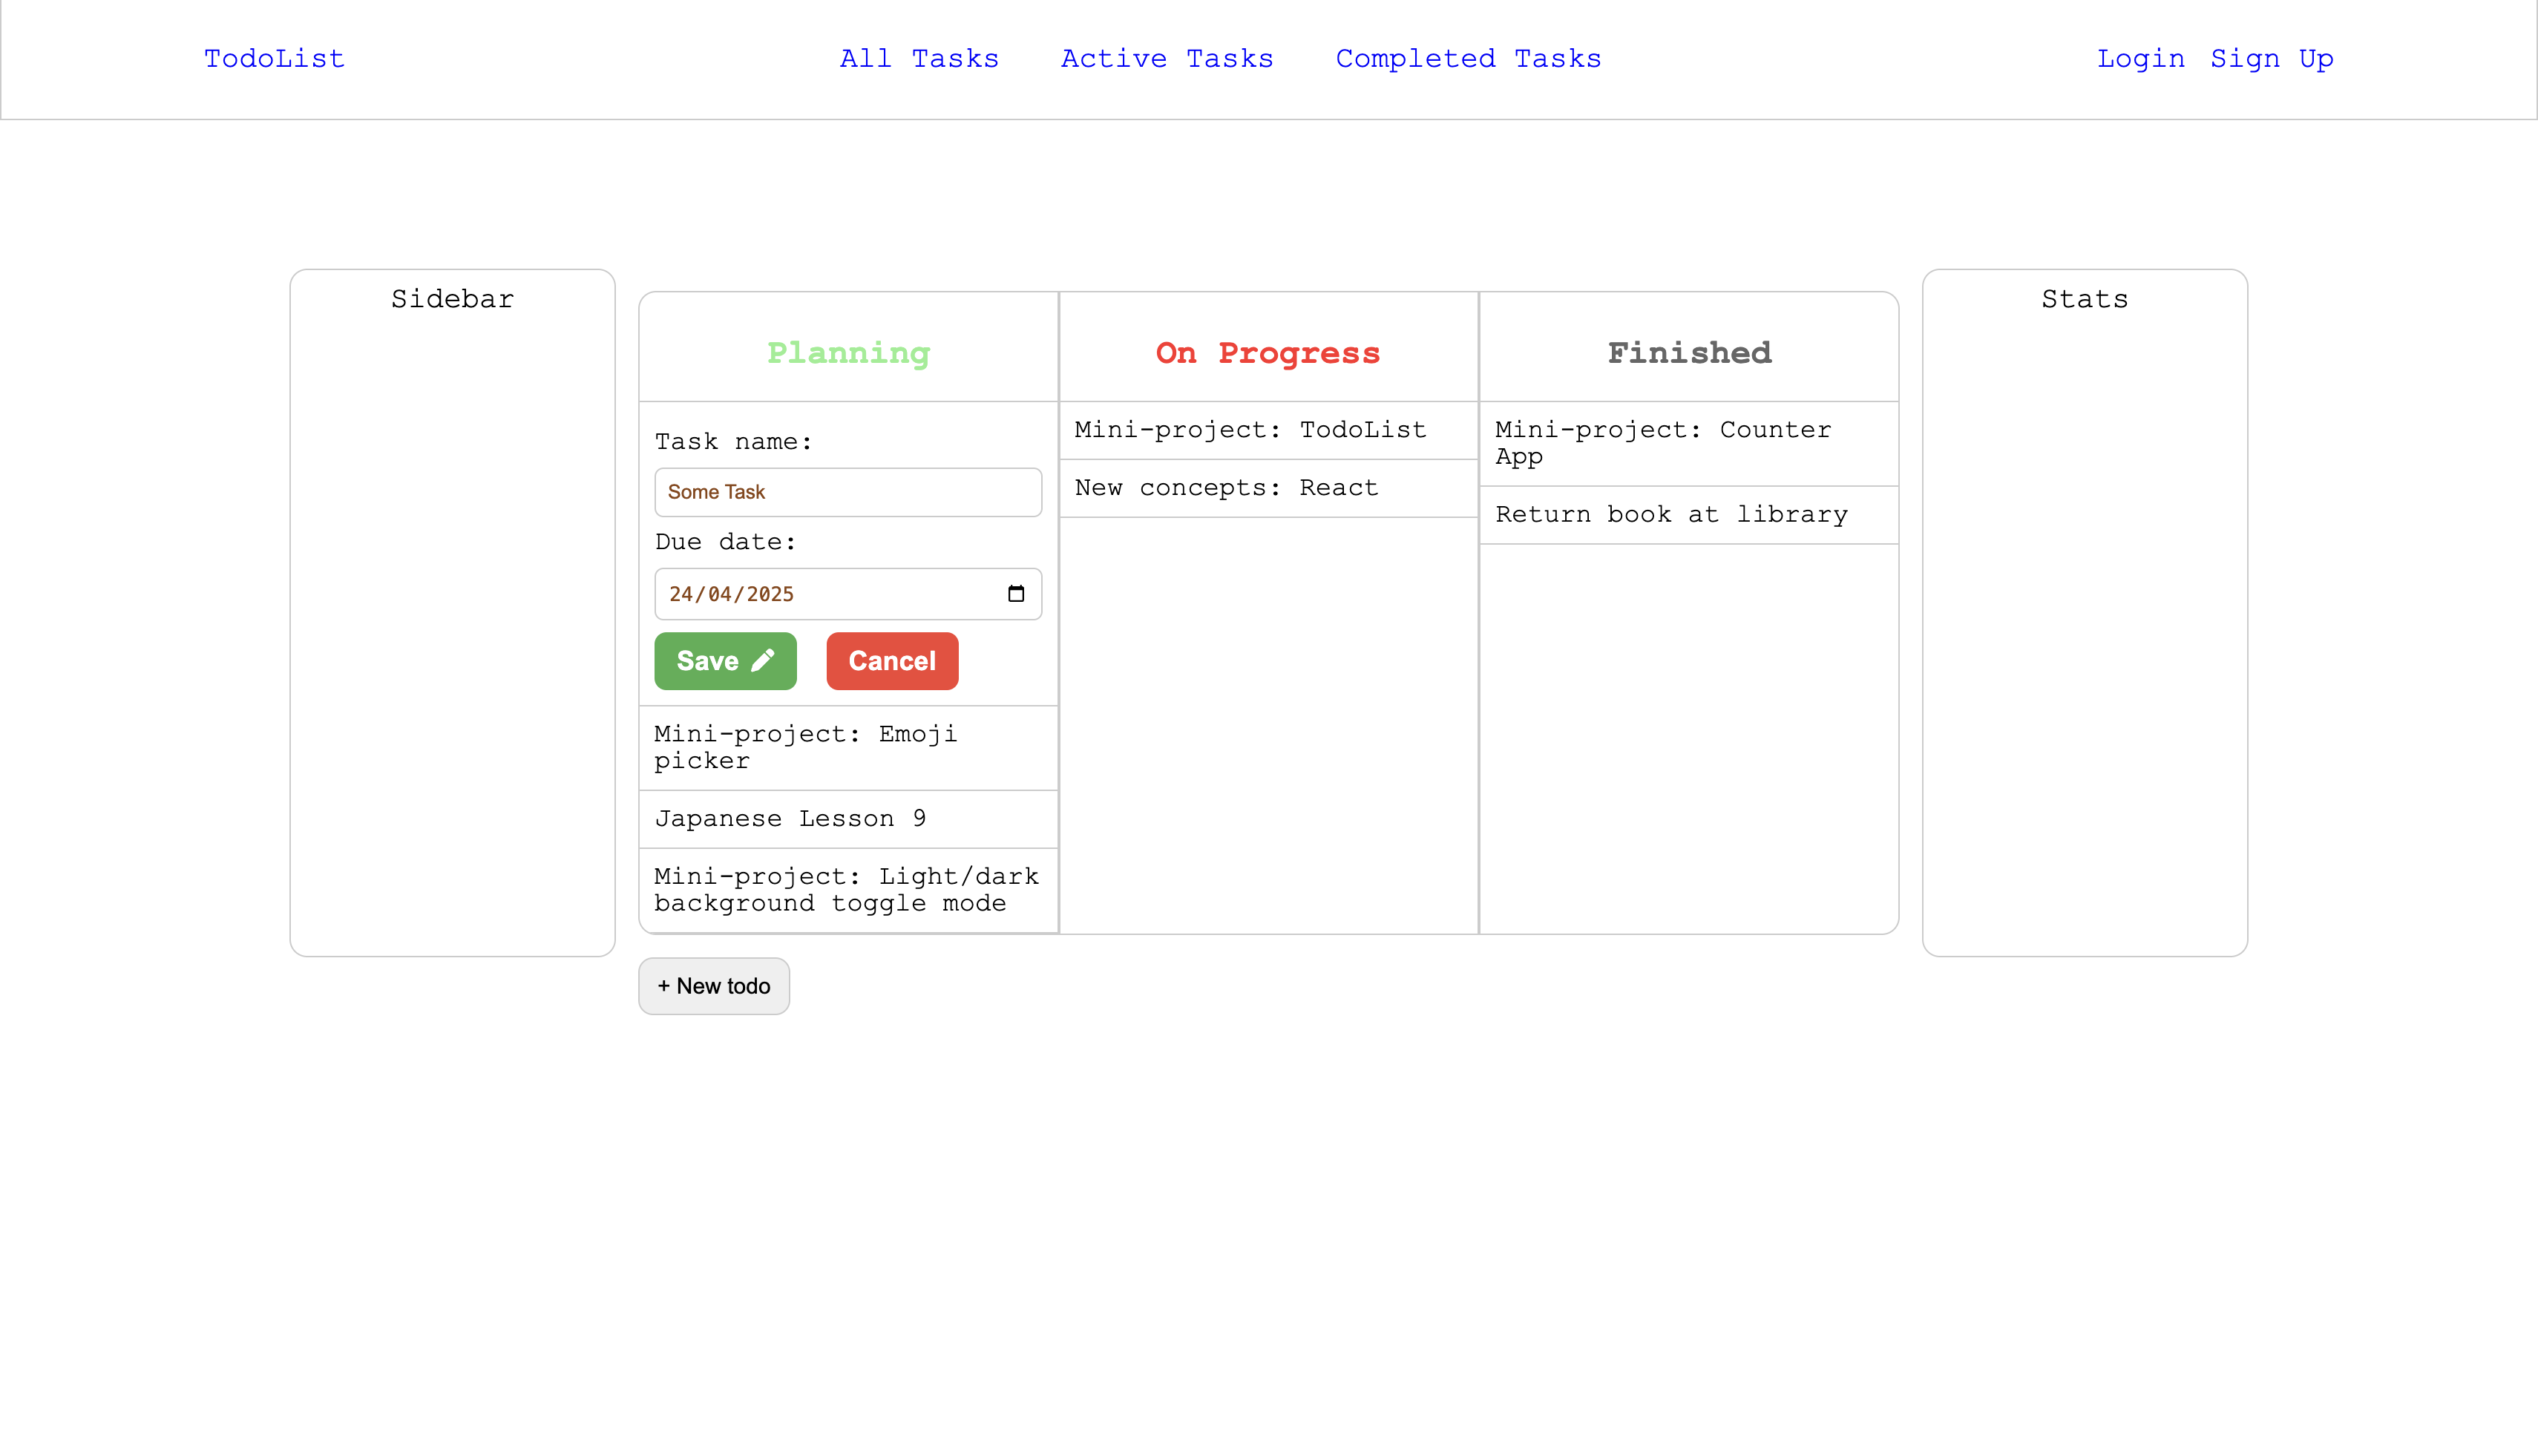 TodoList
All Tasks Active Tasks Completed Tasks
Login Sign Up
Sidebar
Planning
Task name:
Some Task
Due date:
24/04/2025
Save
Cancel
Mini-project: Emoji
picker
Japanese Lesson 9
Mini-project: Light/dark
background toggle mode
On Progress
Mini-project: TodoList
New concepts: React
Finished
Mini-project: Counter
App
Return book at library
Stats
+ New todo